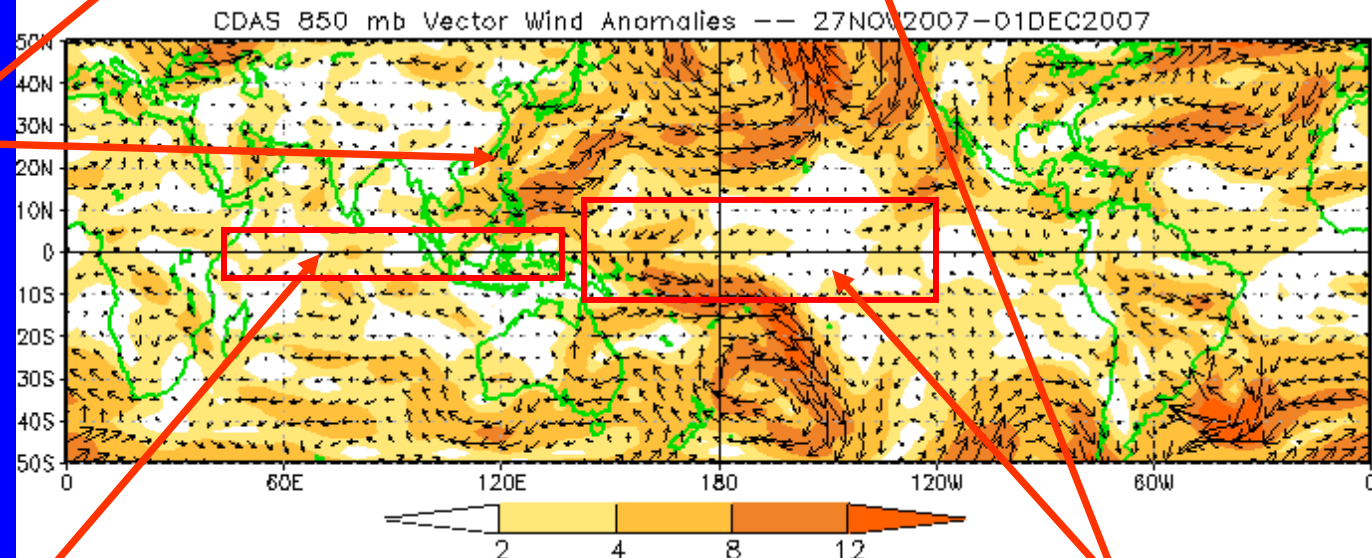 CDAS 850 mb Vector Wind Anomalies -- 27NOV2007-01DEC2007
50N
40N
30N
20N
10N
0
10S
20S
30S
40S
50S
0 60E 120E 180 120W 60W 0
2 4 8 12